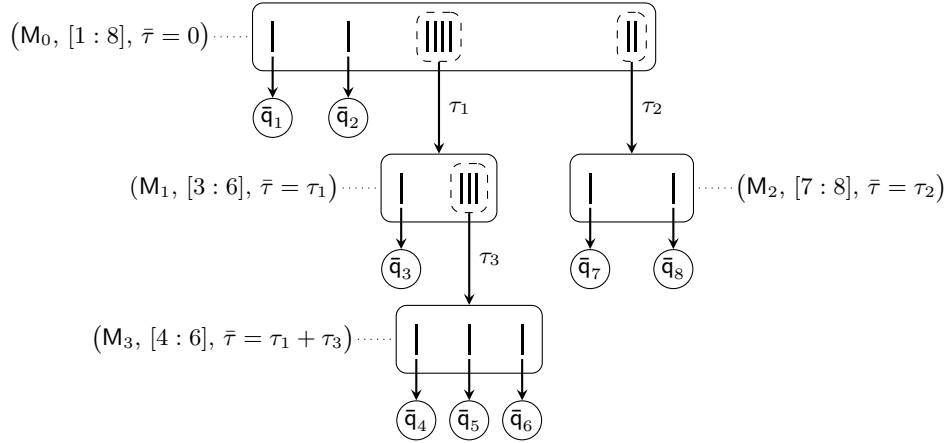 (M₀, [1 : 8], τ̄ = 0)
q̄₁ q̄₂ τ₁ τ₂
(M₁, [3 : 6], τ̄ = τ₁) (M₂, [7 : 8], τ̄ = τ₂)
q̄₃ τ₃ q̄₇ q̄₈
(M₃, [4 : 6], τ̄ = τ₁ + τ₃)
q̄₄ q̄₅ q̄₆